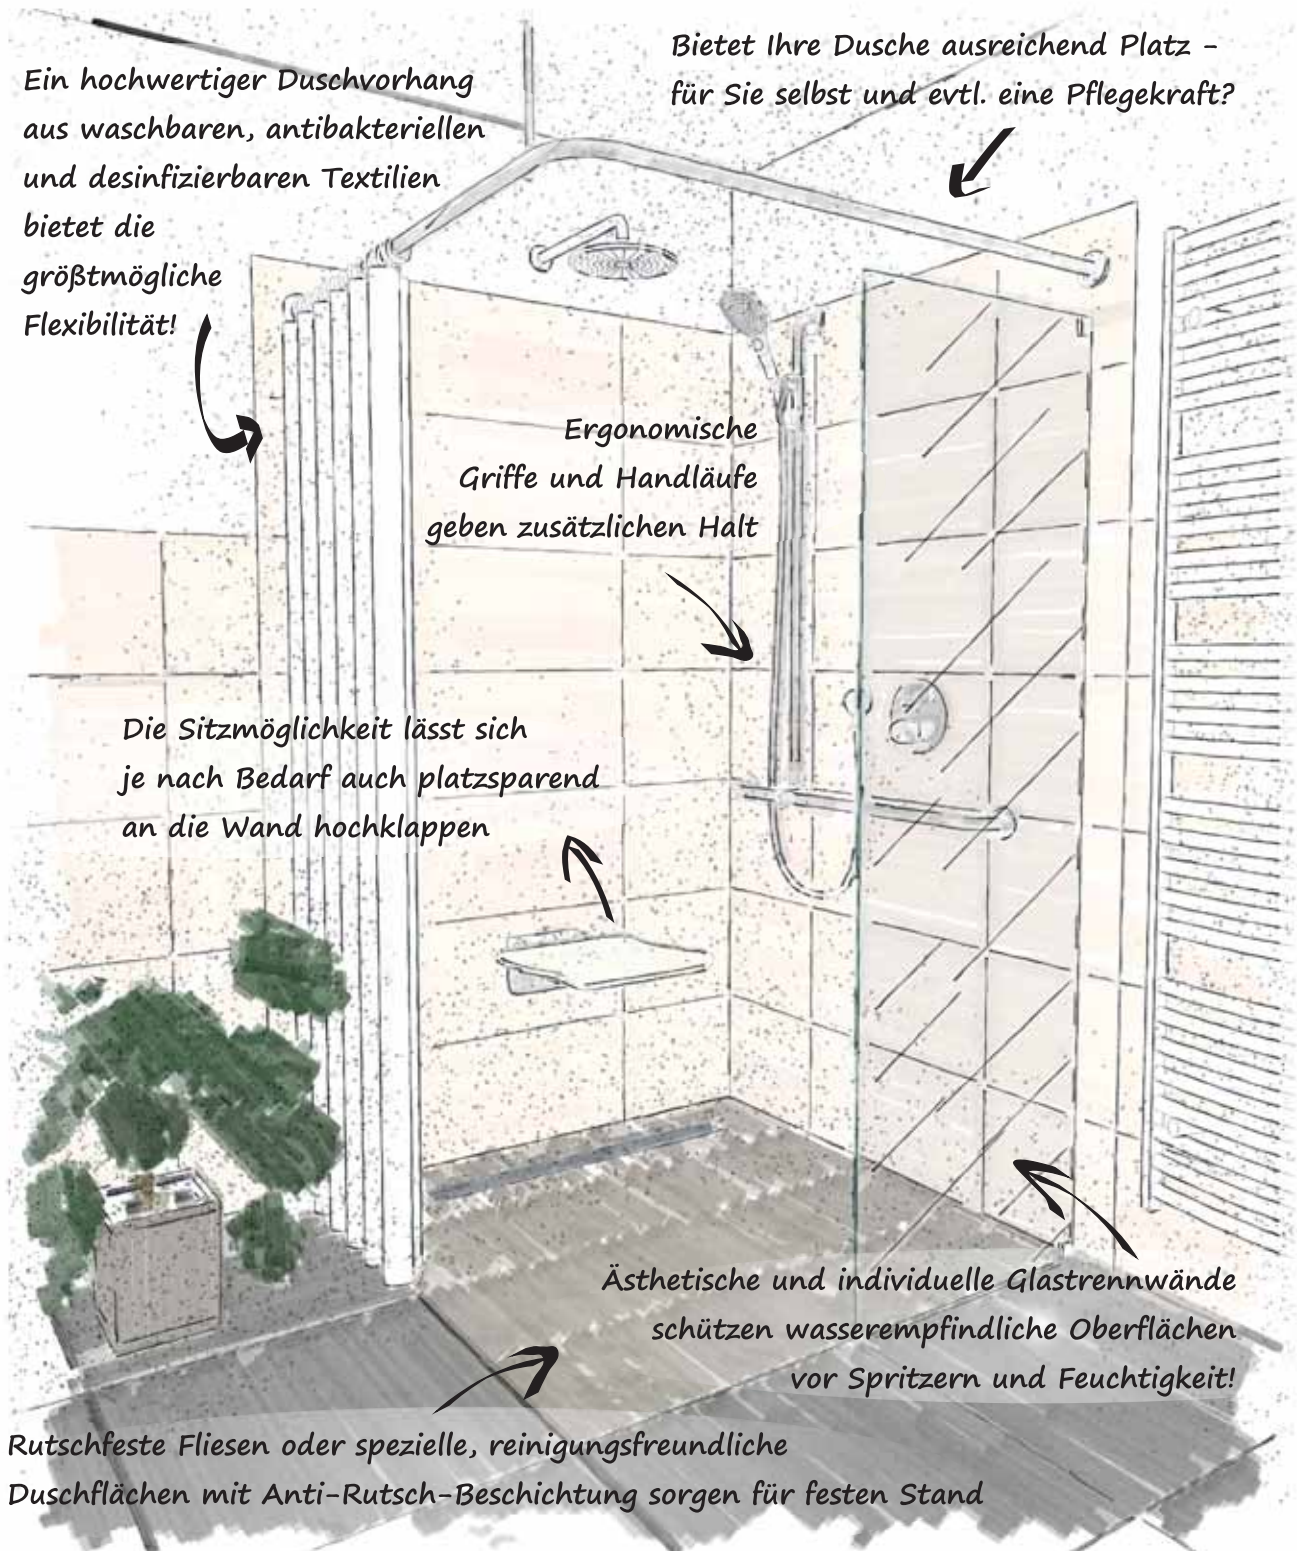 Ein hochwertiger Duschvorhang
aus waschbaren, antibakteriellen
und desinfizierbaren Textilien
bietet die
größtmögliche
Flexibilität!
Bietet Ihre Dusche ausreichend Platz -
für Sie selbst und evtl. eine Pflegekraft?
Ergonomische
Griffe und Handläufe
geben zusätzlichen Halt
Die Sitzmöglichkeit lässt sich
je nach Bedarf auch platzsparend
an die Wand hochklappen
Ästhetische und individuelle Glastrennwände
schützen wasserempfindliche Oberflächen
vor Spritzern und Feuchtigkeit!
Rutschfeste Fliesen oder spezielle, reinigungsfreundliche
Duschflächen mit Anti-Rutsch-Beschichtung sorgen für festen Stand